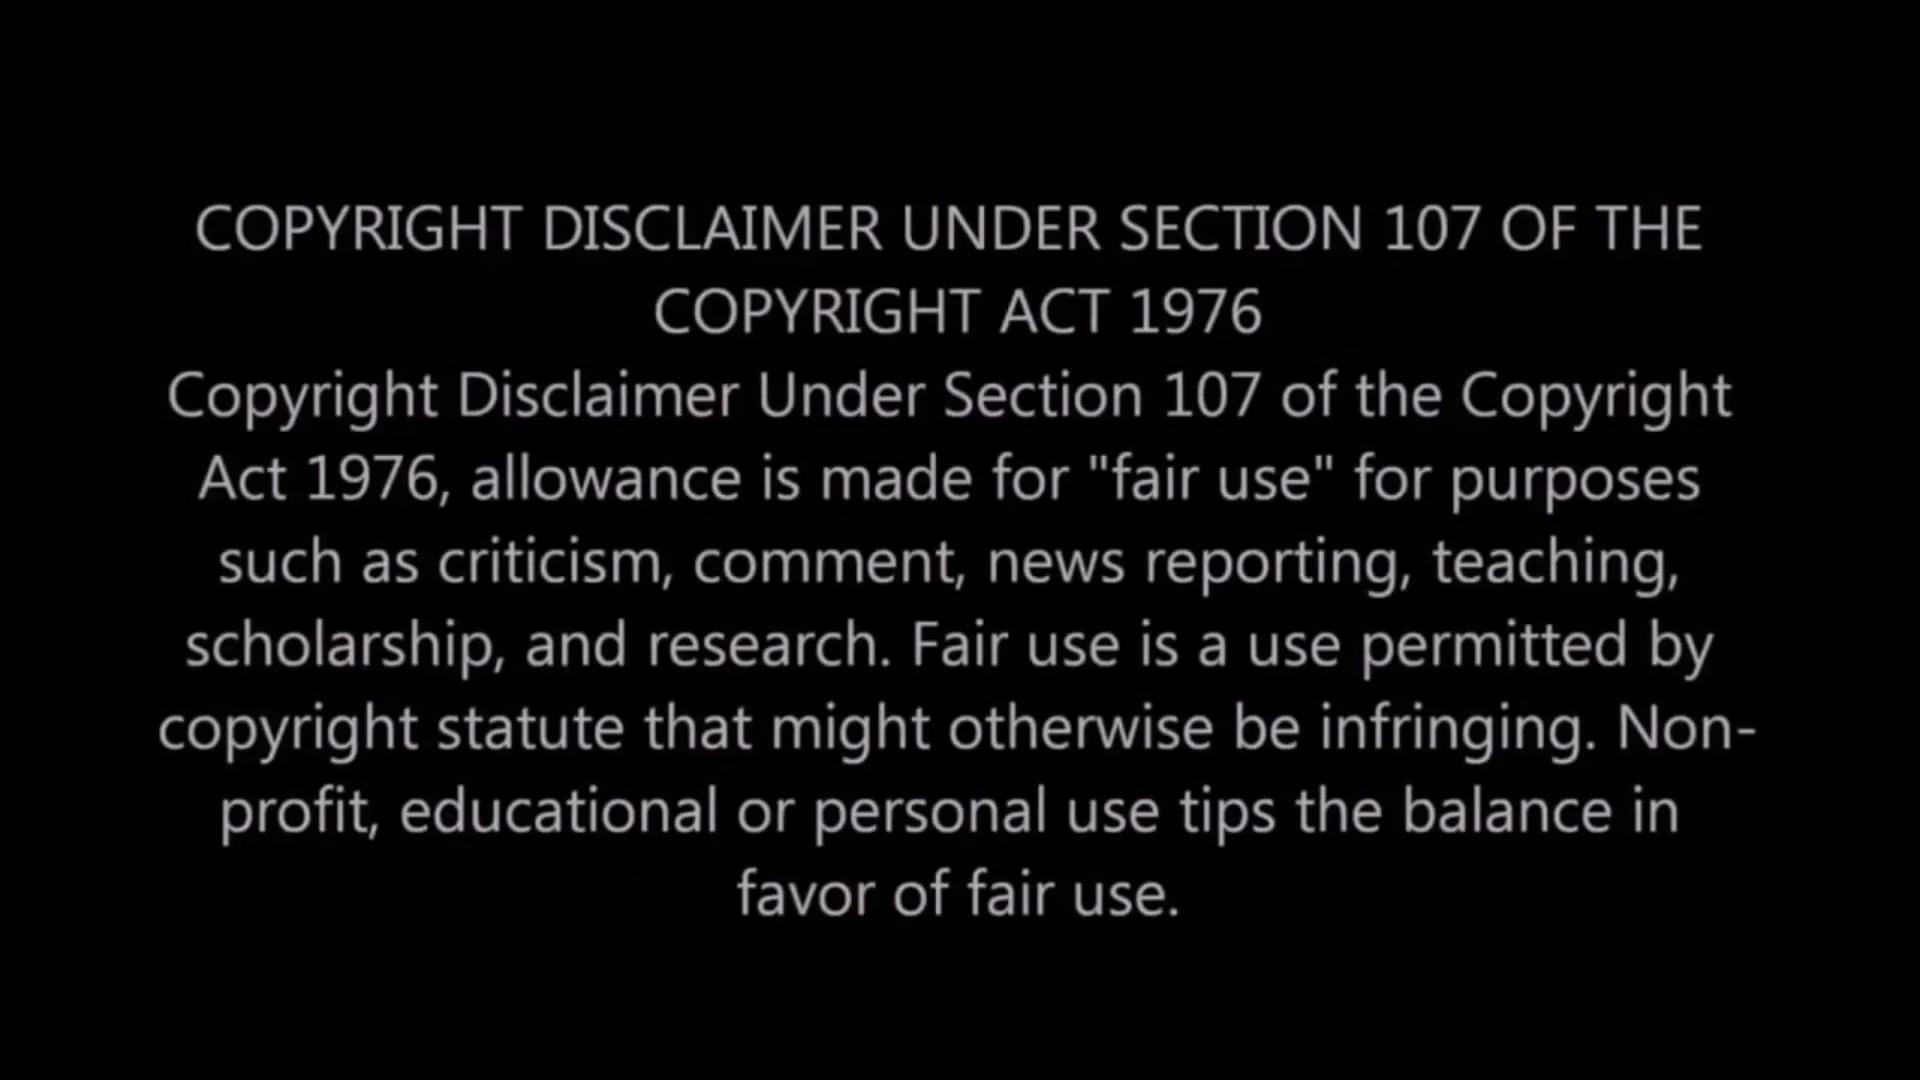 COPYRIGHT DISCLAIMER UNDER SECTION 107 OF THE
COPYRIGHT ACT 1976
Copyright Disclaimer Under Section 107 of the Copyright
Act 1976, allowance is made for "fair use" for purposes
such as criticism, comment, news reporting, teaching,
scholarship, and research. Fair use is a use permitted by
copyright statute that might otherwise be infringing. Non-
profit, educational or personal use tips the balance in
favor of fair use.